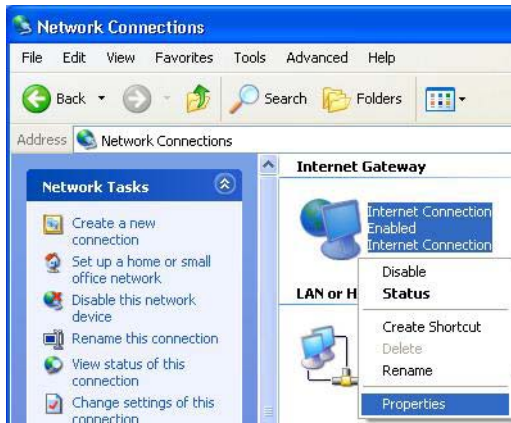 Network Connections
File Edit View Favorites Tools Advanced Help
Back Search Folders
Address Network Connections
Network Tasks
Create a new
connection
Set up a home or small
office network
Disable this network
device
Rename this connection
View status of this
connection
Change settings of this
connection
Internet Gateway
Internet Connection
Enabled
Internet Connection
LAN or H
Disable
Status
Create Shortcut
Delete
Rename
Properties